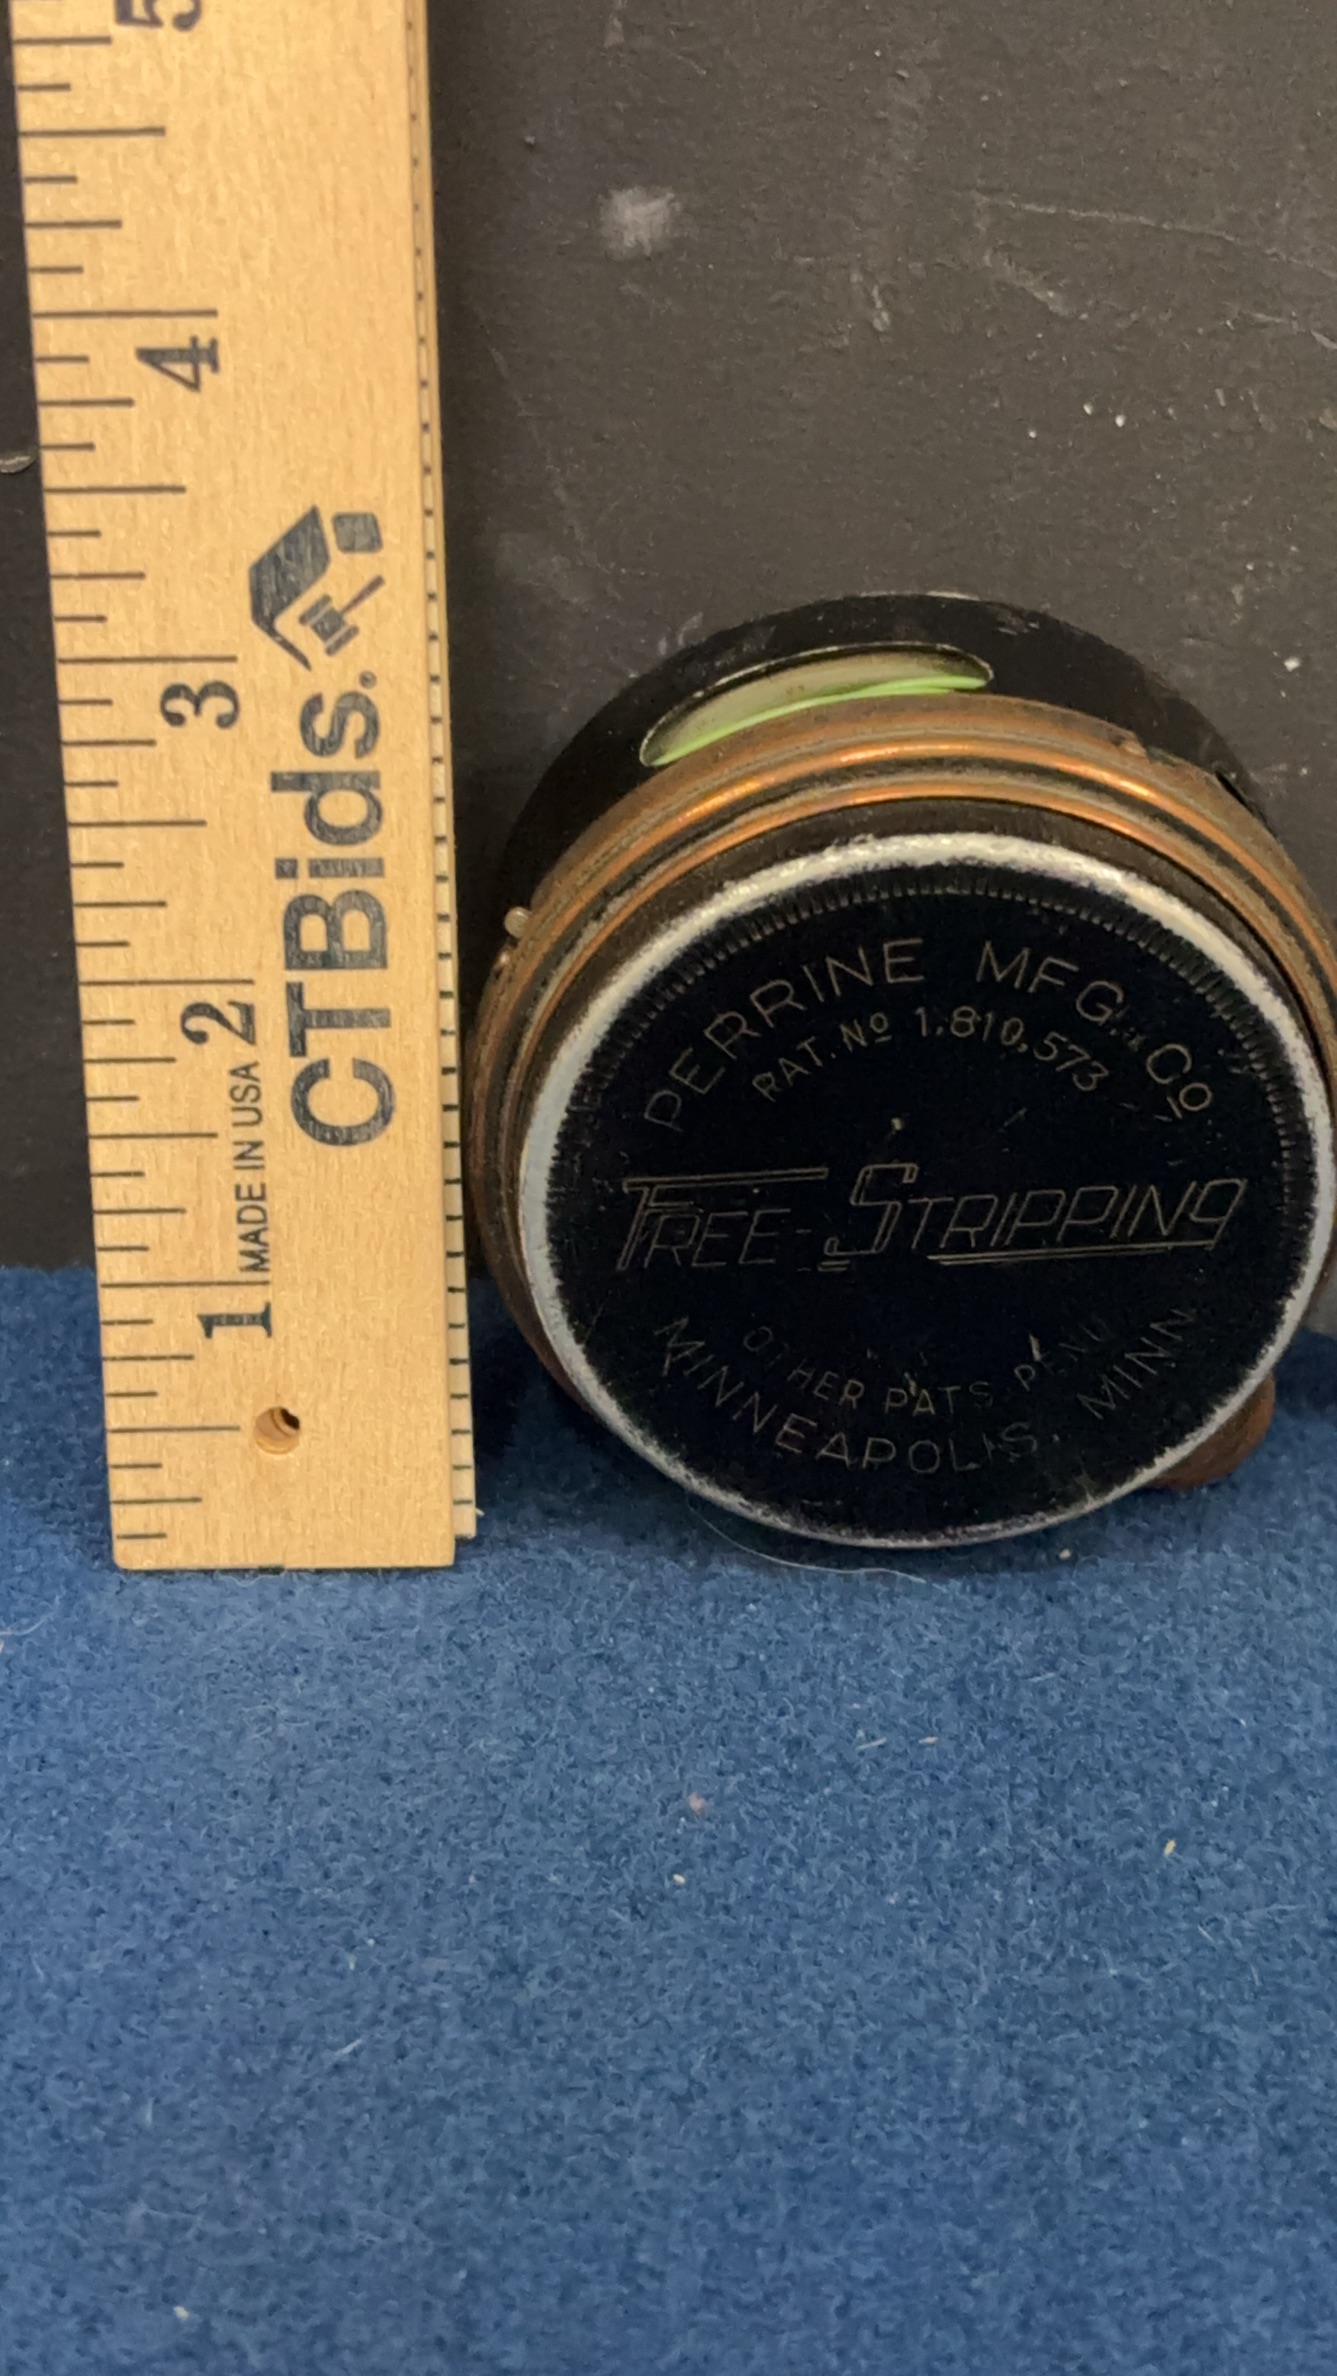 5
4
3
2
1
MADE IN USA
CTBids.
PERRINE MFG. CO
PAT. Nº 1,810,573
FREE-STRIPPING
OTHER PATS. PEND
MINNEAPOLIS, MINN